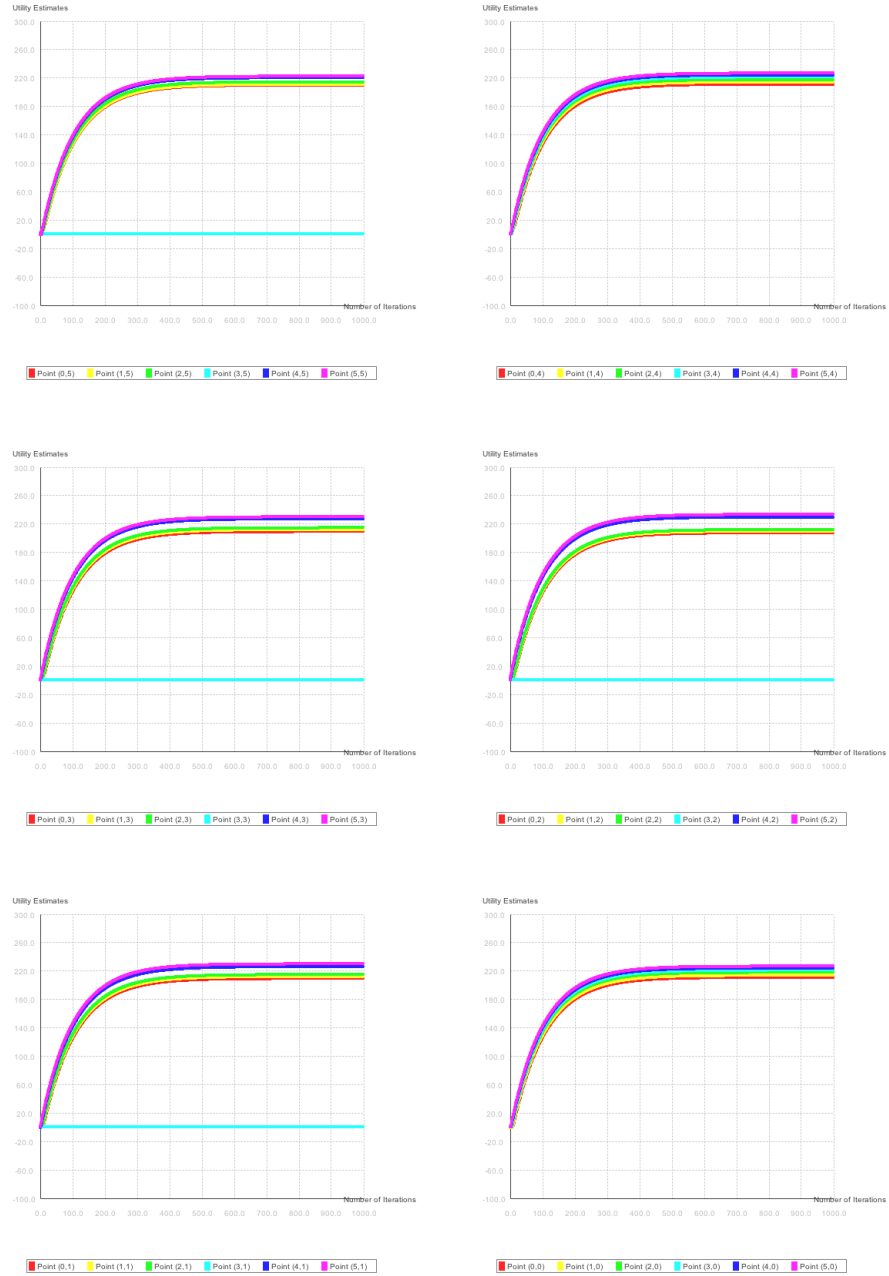 Utility Estimates
300.0
260.0
220.0
180.0
140.0
100.0
60.0
20.0
-20.0
-60.0
-100.0
Number of Iterations
0.0 100.0 200.0 300.0 400.0 500.0 600.0 700.0 800.0 900.0 1000.0
Point (0,5) Point (1,5) Point (2,5) Point (3,5) Point (4,5) Point (5,5)
Utility Estimates
300.0
260.0
220.0
180.0
140.0
100.0
60.0
20.0
-20.0
-60.0
-100.0
Number of Iterations
0.0 100.0 200.0 300.0 400.0 500.0 600.0 700.0 800.0 900.0 1000.0
Point (0,4) Point (1,4) Point (2,4) Point (3,4) Point (4,4) Point (5,4)
Utility Estimates
300.0
260.0
220.0
180.0
140.0
100.0
60.0
20.0
-20.0
-60.0
-100.0
Number of Iterations
0.0 100.0 200.0 300.0 400.0 500.0 600.0 700.0 800.0 900.0 1000.0
Point (0,3) Point (1,3) Point (2,3) Point (3,3) Point (4,3) Point (5,3)
Utility Estimates
300.0
260.0
220.0
180.0
140.0
100.0
60.0
20.0
-20.0
-60.0
-100.0
Number of Iterations
0.0 100.0 200.0 300.0 400.0 500.0 600.0 700.0 800.0 900.0 1000.0
Point (0,2) Point (1,2) Point (2,2) Point (3,2) Point (4,2) Point (5,2)
Utility Estimates
300.0
260.0
220.0
180.0
140.0
100.0
60.0
20.0
-20.0
-60.0
-100.0
Number of Iterations
0.0 100.0 200.0 300.0 400.0 500.0 600.0 700.0 800.0 900.0 1000.0
Point (0,1) Point (1,1) Point (2,1) Point (3,1) Point (4,1) Point (5,1)
Utility Estimates
300.0
260.0
220.0
180.0
140.0
100.0
60.0
20.0
-20.0
-60.0
-100.0
Number of Iterations
0.0 100.0 200.0 300.0 400.0 500.0 600.0 700.0 800.0 900.0 1000.0
Point (0,0) Point (1,0) Point (2,0) Point (3,0) Point (4,0) Point (5,0)